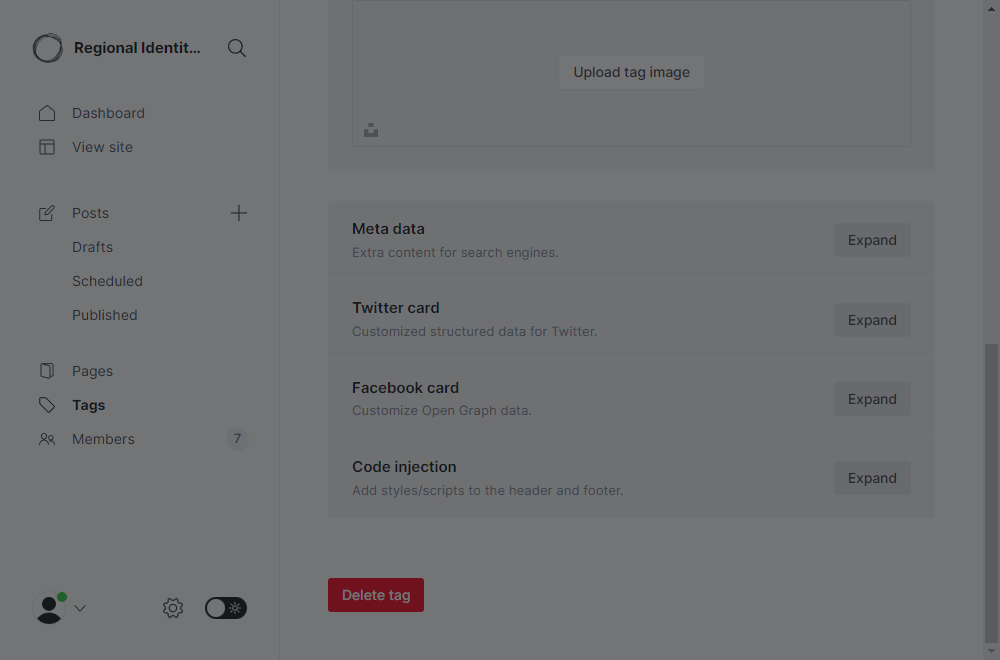 Regional Identit...
Dashboard
View site
Posts
Drafts
Scheduled
Published
Pages
Tags
Members
7
Upload tag image
Meta data
Extra content for search engines.
Expand
Twitter card
Customized structured data for Twitter.
Expand
Facebook card
Customize Open Graph data.
Expand
Code injection
Add styles/scripts to the header and footer.
Expand
Delete tag